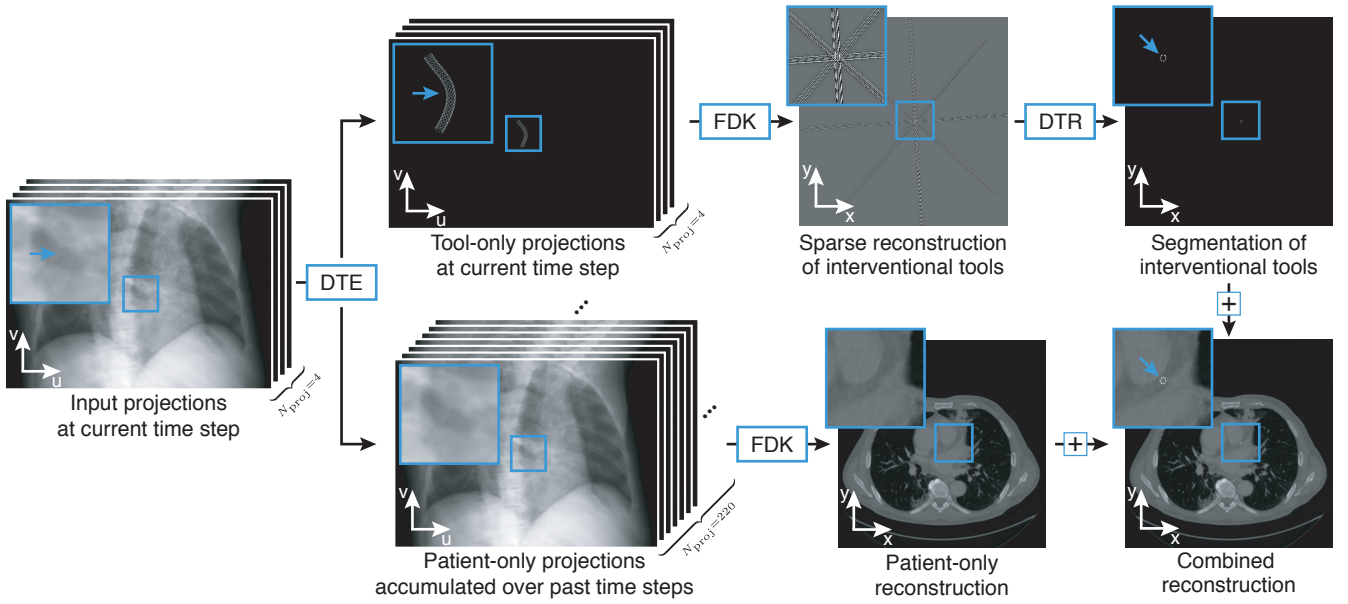 v
u
N_proj=4
Input projections
at current time step
DTE
v
u
N_proj=4
Tool-only projections
at current time step
FDK
y
x
Sparse reconstruction
of interventional tools
DTR
y
x
Segmentation of
interventional tools
+
...
v
u
N_proj=220
...
Patient-only projections
accumulated over past time steps
FDK
y
x
Patient-only
reconstruction
+
y
x
Combined
reconstruction